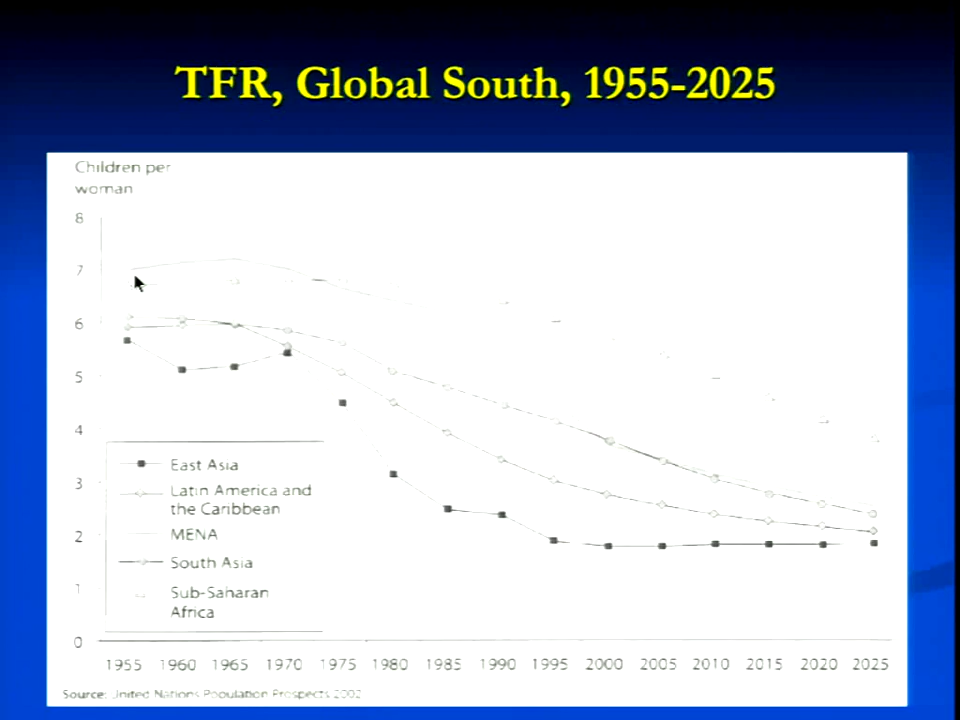 TFR, Global South, 1955-2025
Children per
woman
8
7
6
5
4
3
2
1
0
East Asia
Latin America and
the Caribbean
MENA
South Asia
Sub-Saharan
Africa
1955 1960 1965 1970 1975 1980 1985 1990 1995 2000 2005 2010 2015 2020 2025
Source: United Nations Population Prospects 2002